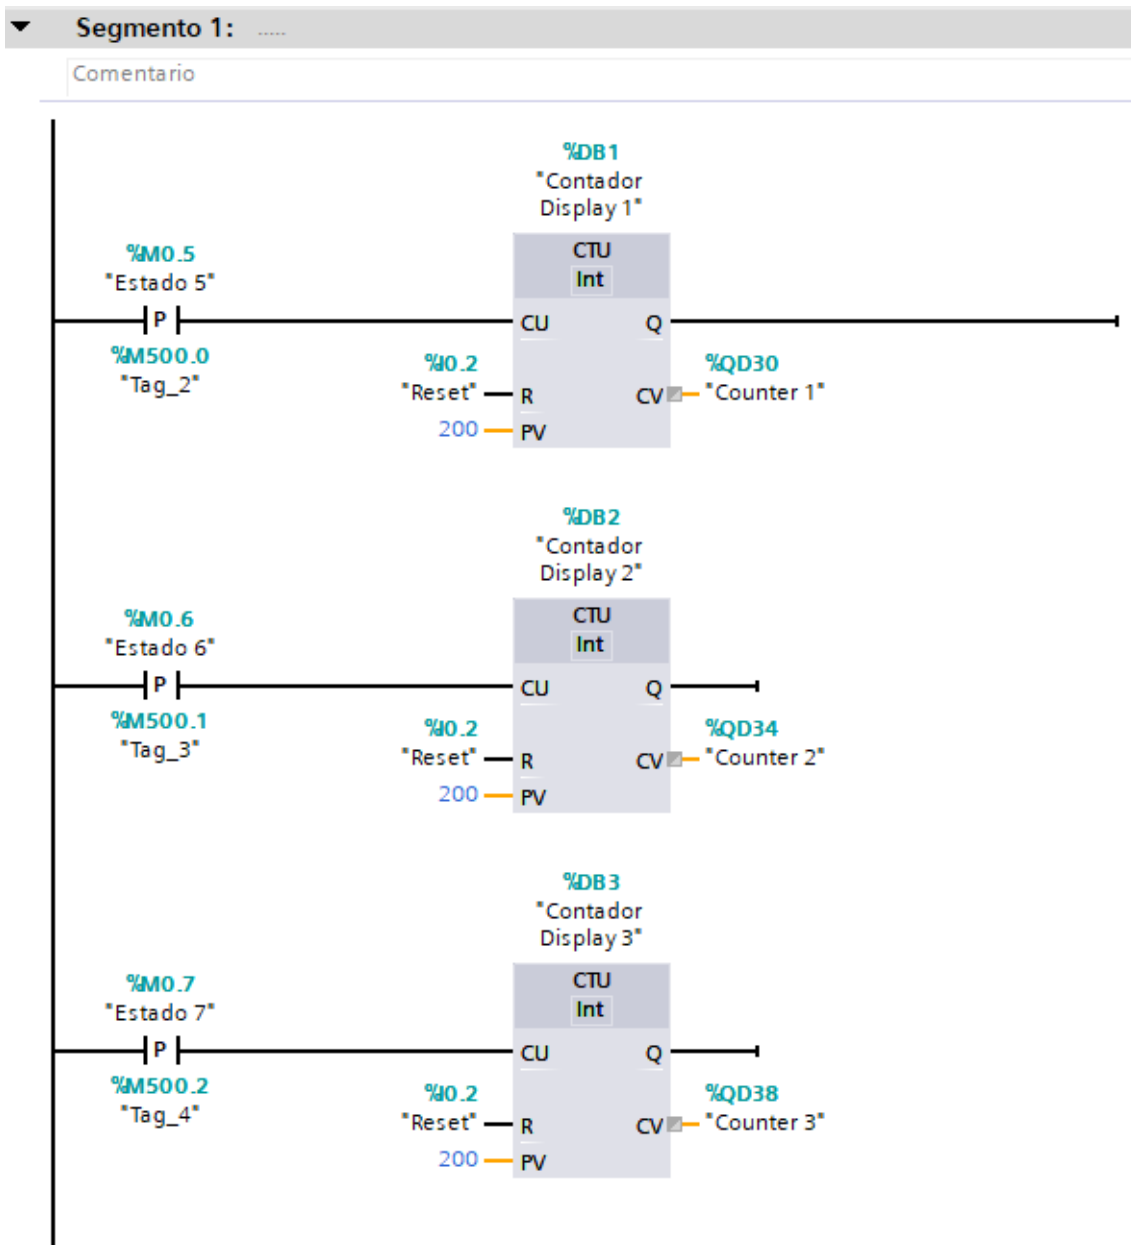 Segmento 1: .....
Comentario
%DB1
"Contador
Display 1"
%M0.5
"Estado 5"
CTU
Int
P
CU Q
%M500.0
"Tag_2"
%I0.2
"Reset"
R
%QD30
CV
"Counter 1"
200
PV
%DB2
"Contador
Display 2"
%M0.6
"Estado 6"
CTU
Int
P
CU Q
%M500.1
"Tag_3"
%I0.2
"Reset"
R
%QD34
CV
"Counter 2"
200
PV
%DB3
"Contador
Display 3"
%M0.7
"Estado 7"
CTU
Int
P
CU Q
%M500.2
"Tag_4"
%I0.2
"Reset"
R
%QD38
CV
"Counter 3"
200
PV